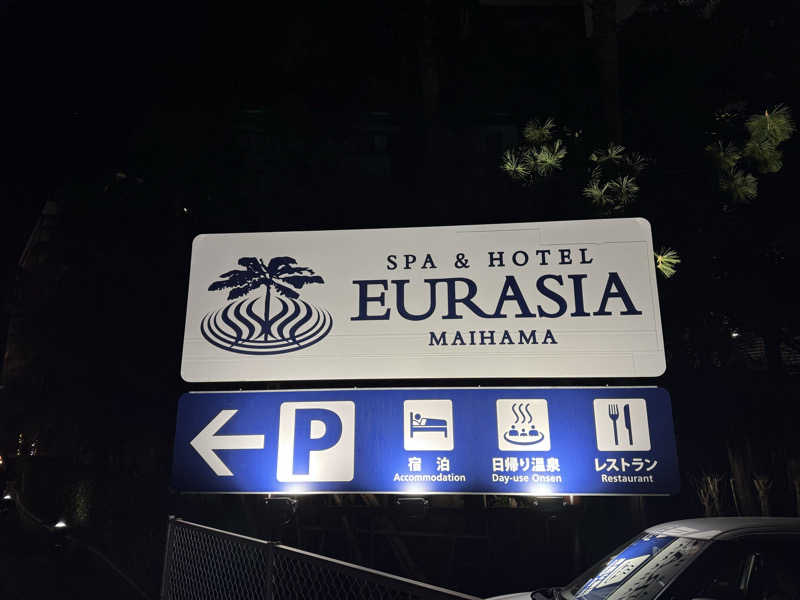 SPA & HOTEL
EURASIA
MAIHAMA
P
宿泊
Accommodation
日帰り温泉
Day-use Onsen
レストラン
Restaurant